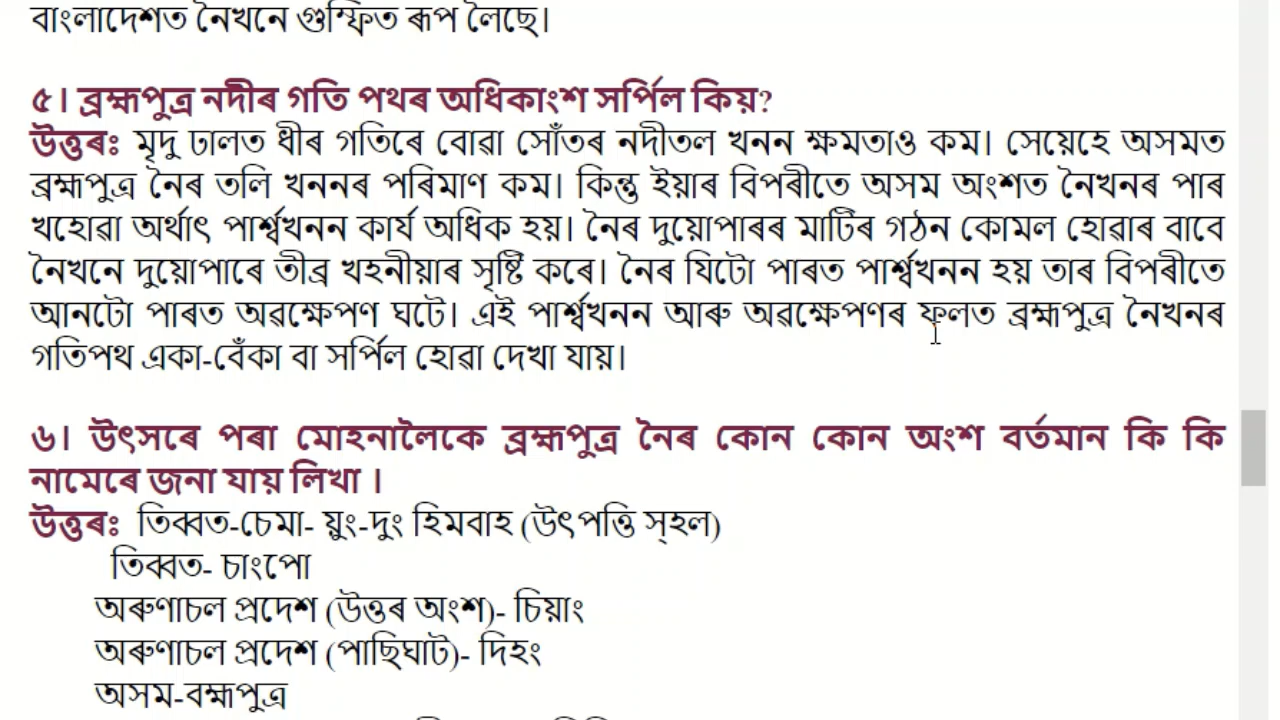 বাংলাদেশত নৈখনে গুম্ফিত ৰূপ লৈছে।
৫। ব্ৰহ্মপুত্ৰ নদীৰ গতি পথৰ অধিকাংশ সৰ্পিল কিয়?
উত্তৰঃ মৃদু ঢালত ধীৰ গতিৰে বোৱা সোঁতৰ নদীতল খনন ক্ষমতাও কম। সেয়েহে অসমত
ব্ৰহ্মপুত্ৰ নৈৰ তলি খননৰ পৰিমাণ কম। কিন্তু ইয়াৰ বিপৰীতে অসম অংশত নৈখনৰ পাৰ
খহোৱা অৰ্থাৎ পাৰ্শ্বখনন কাৰ্য অধিক হয়। নৈৰ দুয়োপাৰৰ মাটিৰ গঠন কোমল হোৱাৰ বাবে
নৈখনে দুয়োপাৰে তীব্ৰ খহনীয়াৰ সৃষ্টি কৰে। নৈৰ যিটো পাৰত পাৰ্শ্বখনন হয় তাৰ বিপৰীতে
আনটো পাৰত অৱক্ষেপণ ঘটে। এই পাৰ্শ্বখনন আৰু অৱক্ষেপণৰ ফলত ব্ৰহ্মপুত্ৰ নৈখনৰ
গতিপথ একা-বেঁকা বা সৰ্পিল হোৱা দেখা যায়।
৬। উৎসৰে পৰা মোহনালৈকে ব্ৰহ্মপুত্ৰ নৈৰ কোন কোন অংশ বৰ্তমান কি কি
নামেৰে জনা যায় লিখা ।
উত্তৰঃ তিব্বত-চেমা- য়ুং-দুং হিমবাহ (উৎপত্তি স্হল)
তিব্বত- চাংপো
অৰুণাচল প্ৰদেশ (উত্তৰ অংশ)- চিয়াং
অৰুণাচল প্ৰদেশ (পাছিঘাট)- দিহং
অসম-বহ্মপুত্ৰ